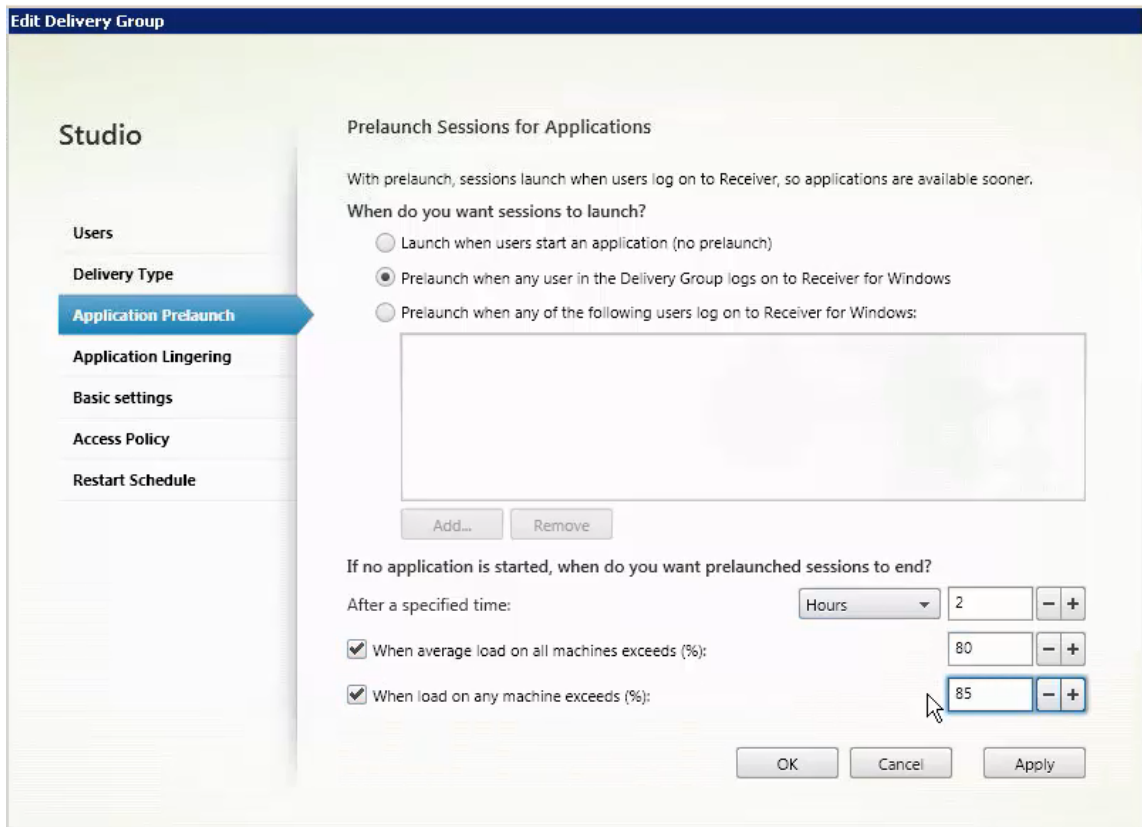 Edit Delivery Group
Studio
Users
Delivery Type
Application Prelaunch
Application Lingering
Basic settings
Access Policy
Restart Schedule
Prelaunch Sessions for Applications
With prelaunch, sessions launch when users log on to Receiver, so applications are available sooner.
When do you want sessions to launch?
Launch when users start an application (no prelaunch)
Prelaunch when any user in the Delivery Group logs on to Receiver for Windows
Prelaunch when any of the following users log on to Receiver for Windows:
Add... Remove
If no application is started, when do you want prelaunched sessions to end?
After a specified time: Hours 2
When average load on all machines exceeds (%): 80
When load on any machine exceeds (%): 85
OK Cancel Apply